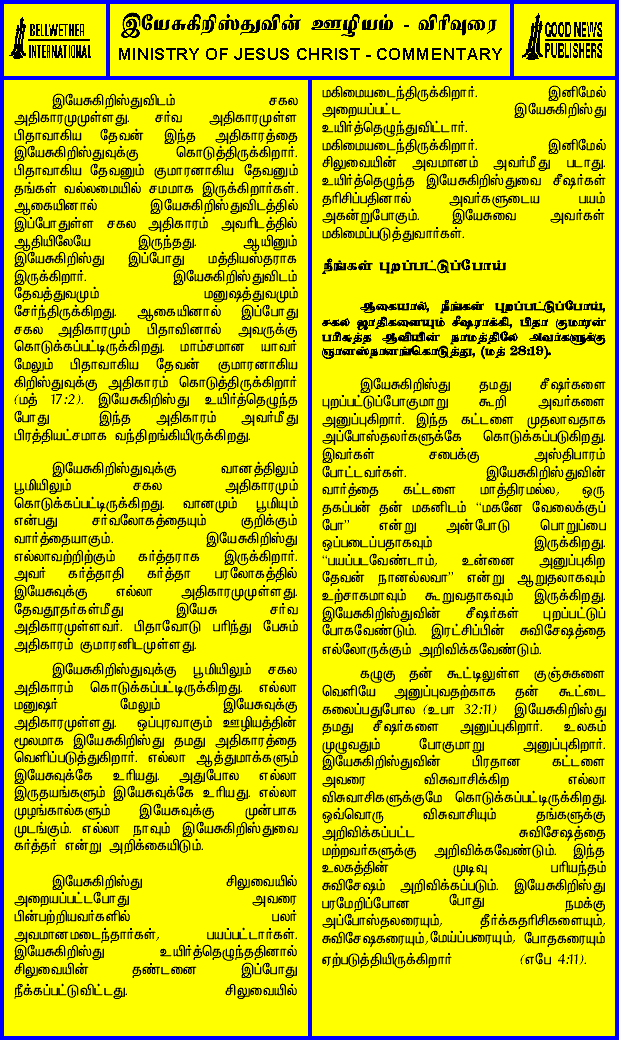 BELLWETHER
INTERNATIONAL
இயேசுகிறிஸ்துவின் ஊழியம் - விரிவுரை
MINISTRY OF JESUS CHRIST - COMMENTARY
GOOD NEWS
PUBLISHERS
இயேசுகிறிஸ்துவிடம் சகல
அதிகாரமுமுள்ளது. சர்வ அதிகாரமுள்ள
பிதாவாகிய தேவன் இந்த அதிகாரத்தை
இயேசுகிறிஸ்துவுக்கு கொடுத்திருக்கிறார்.
பிதாவாகிய தேவனும் குமாரனாகிய தேவனும்
தங்கள் வல்லமையில் சமமாக இருக்கிறார்கள்.
ஆகையினால் இயேசுகிறிஸ்துவிடத்தில்
இப்போதுள்ள சகல அதிகாரம் அவரிடத்தில்
ஆதியிலேயே இருந்தது. ஆயினும்
இயேசுகிறிஸ்து இப்போது மத்தியஸ்தராக
இருக்கிறார். இயேசுகிறிஸ்துவிடம்
தேவத்துவமும் மனுஷத்துவமும்
சேர்ந்திருக்கிறது. ஆகையினால் இப்போது
சகல அதிகாரமும் பிதாவினால் அவருக்கு
கொடுக்கப்பட்டிருக்கிறது. மாம்சமான யாவர்
மேலும் பிதாவாகிய தேவன் குமாரனாகிய
கிறிஸ்துவுக்கு அதிகாரம் கொடுத்திருக்கிறார்
(மத் 17:2). இயேசுகிறிஸ்து உயிர்த்தெழுந்த
போது இந்த அதிகாரம் அவர்மீது
பிரத்தியட்சமாக வந்திறங்கியிருக்கிறது.
இயேசுகிறிஸ்துவுக்கு வானத்திலும்
பூமியிலும் சகல அதிகாரமும்
கொடுக்கப்பட்டிருக்கிறது. வானமும் பூமியும்
என்பது சர்வலோகத்தையும் குறிக்கும்
வார்த்தையாகும். இயேசுகிறிஸ்து
எல்லாவற்றிற்கும் கர்த்தராக இருக்கிறார்.
அவர் கர்த்தாதி கர்த்தா பரலோகத்தில்
இயேசுவுக்கு எல்லா அதிகாரமுமுள்ளது.
தேவதூதர்கள்மீது இயேசு சர்வ
அதிகாரமுள்ளவர். பிதாவோடு பரிந்து பேசும்
அதிகாரம் குமாரனிடமுள்ளது.
இயேசுகிறிஸ்துவுக்கு பூமியிலும் சகல
அதிகாரம் கொடுக்கப்பட்டிருக்கிறது. எல்லா
மனுஷர் மேலும் இயேசுவுக்கு
அதிகாரமுள்ளது. ஒப்புரவாகும் ஊழியத்தின்
மூலமாக இயேசுகிறிஸ்து தமது அதிகாரத்தை
வெளிப்படுத்துகிறார். எல்லா ஆத்துமாக்களும்
இயேசுவுக்கே உரியது. அதுபோல எல்லா
இருதயங்களும் இயேசுவுக்கே உரியது. எல்லா
முழங்கால்களும் இயேசுவுக்கு முன்பாக
முடங்கும். எல்லா நாவும் இயேசுகிறிஸ்துவை
கர்த்தர் என்று அறிக்கையிடும்.
இயேசுகிறிஸ்து சிலுவையில்
அறையப்பட்டபோது அவரை
பின்பற்றியவர்களில் பலர்
அவமானமடைந்தார்கள், பயப்பட்டார்கள்.
இயேசுகிறிஸ்து உயிர்த்தெழுந்ததினால்
சிலுவையின் தண்டனை இப்போது
நீக்கப்பட்டுவிட்டது. சிலுவையில்
மகிமையடைந்திருக்கிறார். இனிமேல்
அறையப்பட்ட இயேசுகிறிஸ்து
உயிர்த்தெழுந்துவிட்டார்.
மகிமையடைந்திருக்கிறார். இனிமேல்
சிலுவையின் அவமானம் அவர்மீது படாது.
உயிர்த்தெழுந்த இயேசுகிறிஸ்துவை சீஷர்கள்
தரிசிப்பதினால் அவர்களுடைய பயம்
அகன்றுபோகும். இயேசுவை அவர்கள்
மகிமைப்படுத்துவார்கள்.
நீங்கள் புறப்பட்டுப்போய்
ஆகையால், நீங்கள் புறப்பட்டுப்போய்,
சகல ஜாதிகளையும் சீஷராக்கி, பிதா குமாரன்
பரிசுத்த ஆவியின் நாமத்திலே அவர்களுக்கு
ஞானஸ்நானங்கொடுத்து, (மத் 28:19).
இயேசுகிறிஸ்து தமது சீஷர்களை
புறப்பட்டுப்போகுமாறு கூறி அவர்களை
அனுப்புகிறார். இந்த கட்டளை முதலாவதாக
அப்போஸ்தலர்களுக்கே கொடுக்கப்படுகிறது.
இவர்கள் சபைக்கு அஸ்திபாரம்
போட்டவர்கள். இயேசுகிறிஸ்துவின்
வார்த்தை கட்டளை மாத்திரமல்ல, ஒரு
தகப்பன் தன் மகனிடம் “மகனே வேலைக்குப்
போ” என்று அன்போடு பொறுப்பை
ஒப்படைப்பதாகவும் இருக்கிறது.
“பயப்படவேண்டாம், உன்னை அனுப்புகிற
தேவன் நானல்லவா” என்று ஆறுதலாகவும்
உற்சாகமாவும் கூறுவதாகவும் இருக்கிறது.
இயேசுகிறிஸ்துவின் சீஷர்கள் புறப்பட்டுப்
போகவேண்டும். இரட்சிப்பின் சுவிசேஷத்தை
எல்லோருக்கும் அறிவிக்கவேண்டும்.
கழுகு தன் கூட்டிலுள்ள குஞ்சுகளை
வெளியே அனுப்புவதற்காக தன் கூட்டை
கலைப்பதுபோல (உபா 32:11) இயேசுகிறிஸ்து
தமது சீஷர்களை அனுப்புகிறார். உலகம்
முழுவதும் போகுமாறு அனுப்புகிறார்.
இயேசுகிறிஸ்துவின் பிரதான கட்டளை
அவரை விசுவாசிக்கிற எல்லா
விசுவாசிகளுக்குமே கொடுக்கப்பட்டிருக்கிறது.
ஒவ்வொரு விசுவாசியும் தங்களுக்கு
அறிவிக்கப்பட்ட சுவிசேஷத்தை
மற்றவர்களுக்கு அறிவிக்கவேண்டும். இந்த
உலகத்தின் முடிவு பரியந்தம்
சுவிசேஷம் அறிவிக்கப்படும். இயேசுகிறிஸ்து
பரமேறிப்போன போது நமக்கு
அப்போஸ்தலரையும், தீர்க்கதரிசிகளையும்,
சுவிசேஷகரையும்,மேய்ப்பரையும், போதகரையும்
ஏற்படுத்தியிருக்கிறார் (எபே 4:11).